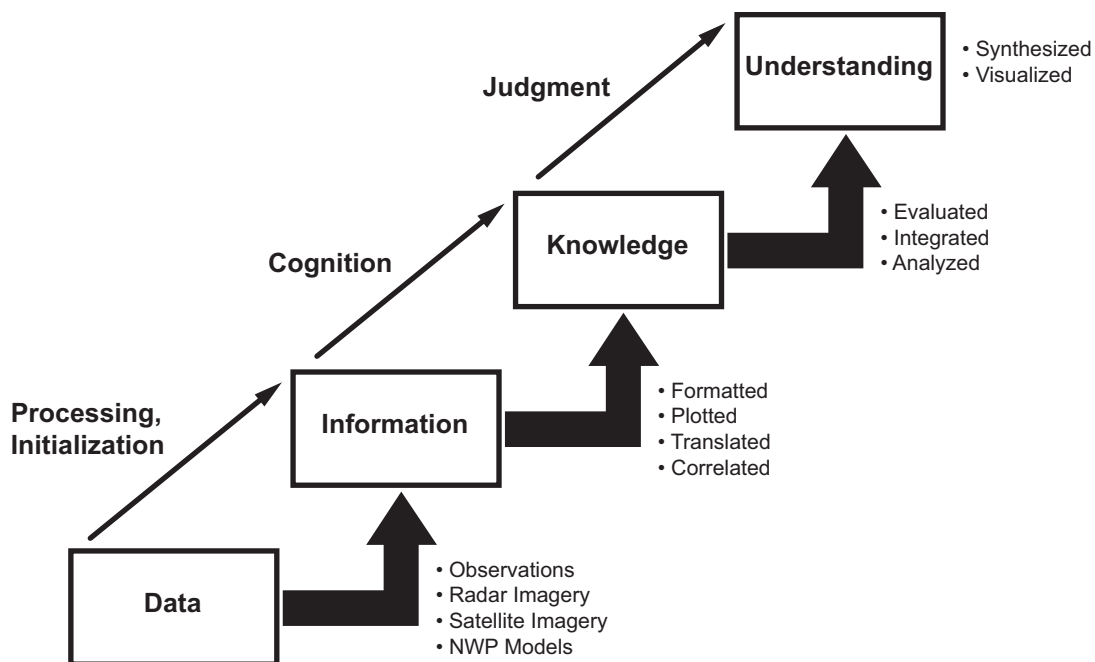 Understanding
• Synthesized
• Visualized
Judgment
Knowledge
• Evaluated
• Integrated
• Analyzed
Cognition
Information
• Formatted
• Plotted
• Translated
• Correlated
Processing,
Initialization
Data
• Observations
• Radar Imagery
• Satellite Imagery
• NWP Models